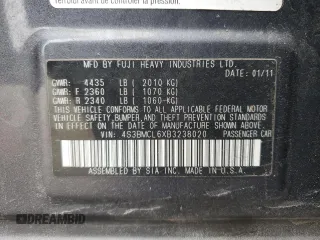 MFD BY FUJI HEAVY INDUSTRIES LTD.
DATE: 01/11
GVWR: 4435 LB ( 2010 KG)
GAWR: F 2360 LB ( 1070 KG)
GAWR: R 2340 LB ( 1060 KG)
THIS VEHICLE CONFORMS TO ALL APPLICABLE
FEDERAL MOTOR VEHICLE SAFETY, BUMPER, AND THEFT
PREVENTION STANDARDS IN EFFECT ON THE DATE
OF MANUFACTURE SHOWN ABOVE.
VIN: 4S3BMCL6XB3238020 PASSENGER CAR
ASSEMBLED BY SIA INC. MADE IN U.S.A.
DREAMBID